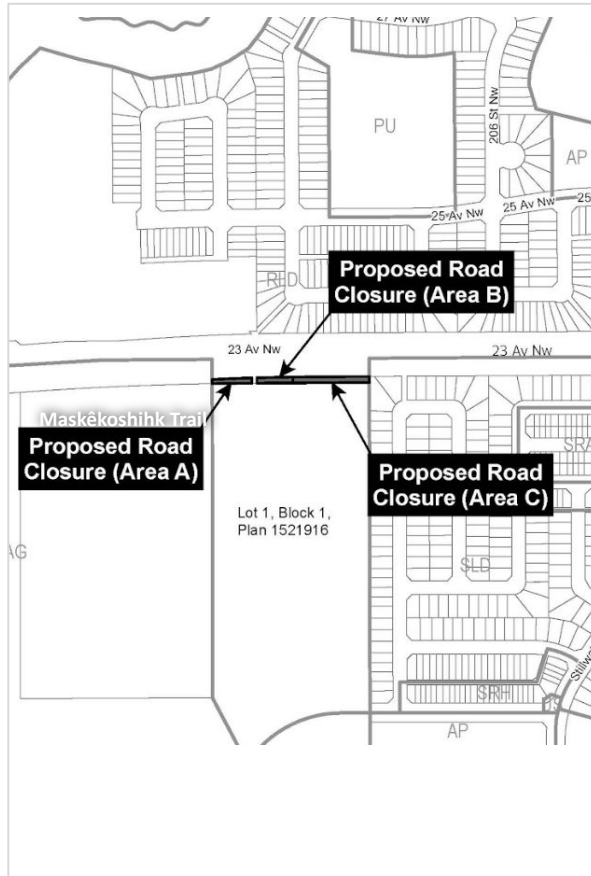 27 Av Nw
206 St Nw
PU
AP
25 Av Nw
25 Av Nw
25
RLD
Proposed Road
Closure (Area B)
23 Av Nw
23 Av Nw
Maskêkoshihk Trail
Proposed Road
Closure (Area A)
Proposed Road
Closure (Area C)
SRA
Lot 1, Block 1,
Plan 1521916
AG
SLD
SRH
AP